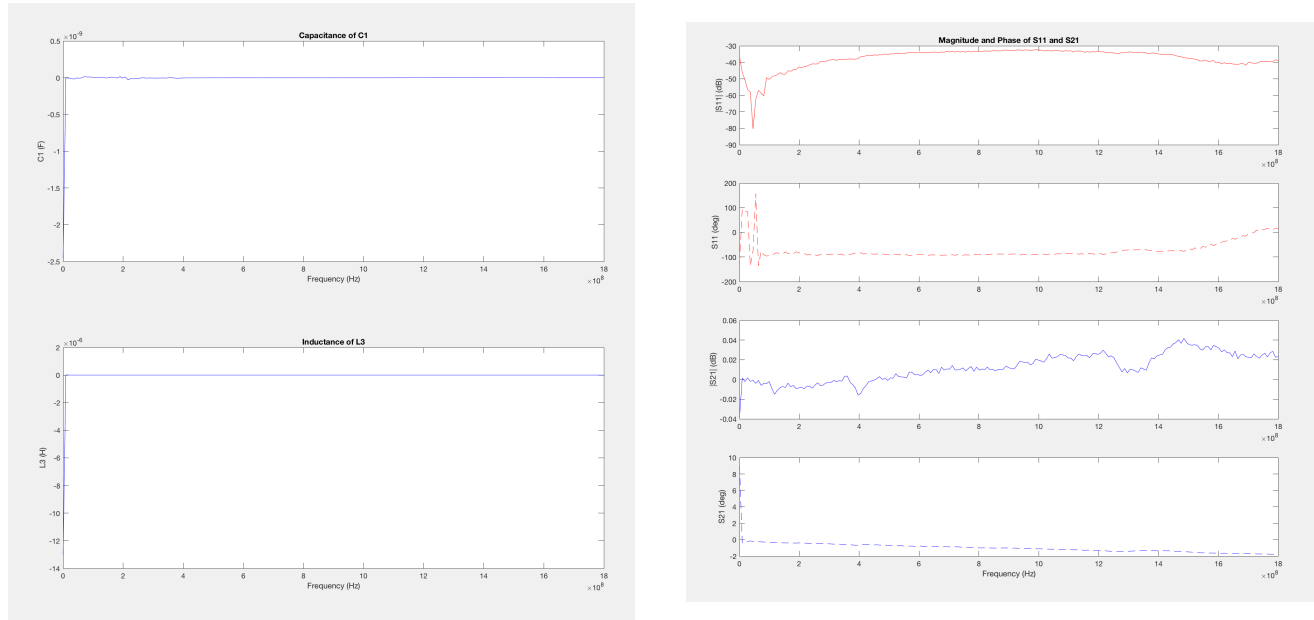 Capacitance of C1
×10⁻⁹
0.5
0
-0.5
-1
-1.5
-2
-2.5
C1 (F)
0 2 4 6 8 10 12 14 16 18
Frequency (Hz)
×10⁸
Inductance of L3
×10⁻⁶
2
0
-2
-4
-6
-8
-10
-12
-14
L3 (H)
0 2 4 6 8 10 12 14 16 18
Frequency (Hz)
×10⁸
Magnitude and Phase of S11 and S21
-30
-40
-50
-60
-70
-80
-90
|S11| (dB)
0 2 4 6 8 10 12 14 16 18
×10⁸
200
100
0
-100
-200
S11 (deg)
0 2 4 6 8 10 12 14 16 18
×10⁸
0.06
0.04
0.02
0
-0.02
-0.04
|S21| (dB)
0 2 4 6 8 10 12 14 16 18
×10⁸
10
8
6
4
2
0
-2
S21 (deg)
0 2 4 6 8 10 12 14 16 18
Frequency (Hz)
×10⁸